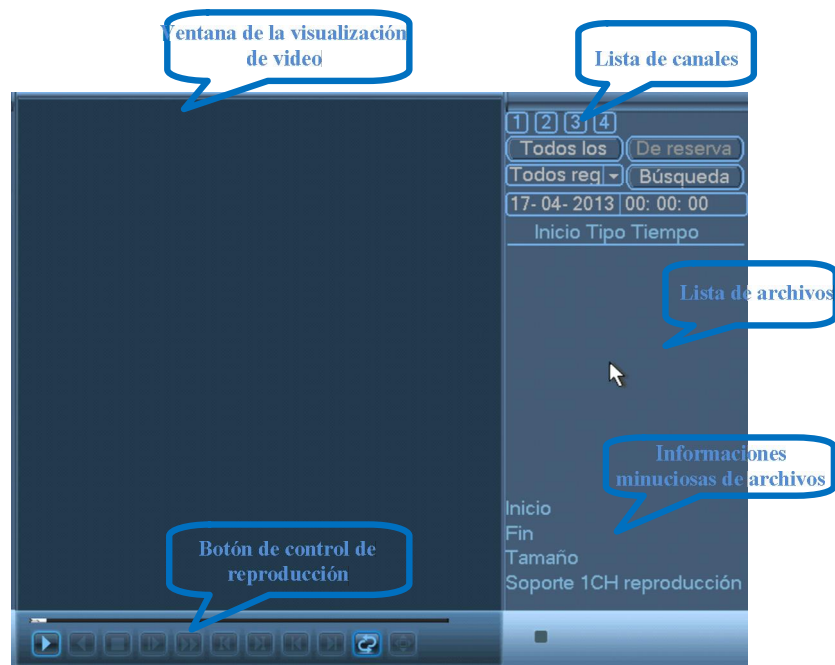 Ventana de la visualización
de video
Lista de canales
1 2 3 4
Todos los De reserva
Todos reg Búsqueda
17- 04- 2013 00: 00: 00
Inicio Tipo Tiempo
Lista de archivos
Informaciones
minuciosas de archivos
Inicio
Fin
Tamaño
Soporte 1CH reproducción
Botón de control de
reproducción